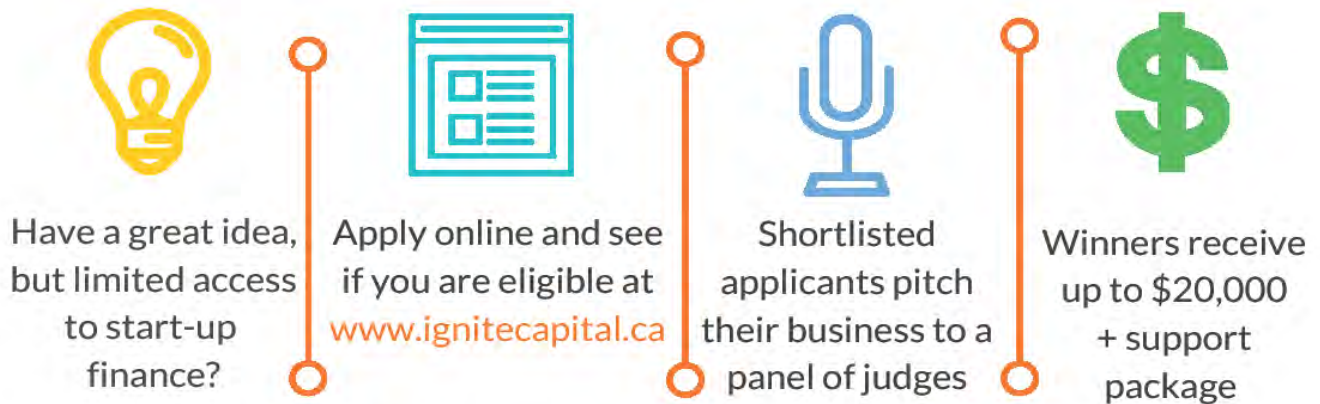 Have a great idea,
but limited access
to start-up
finance?
Apply online and see
if you are eligible at
www.ignitecapital.ca
Shortlisted
applicants pitch
their business to a
panel of judges
Winners receive
up to $20,000
+ support
package